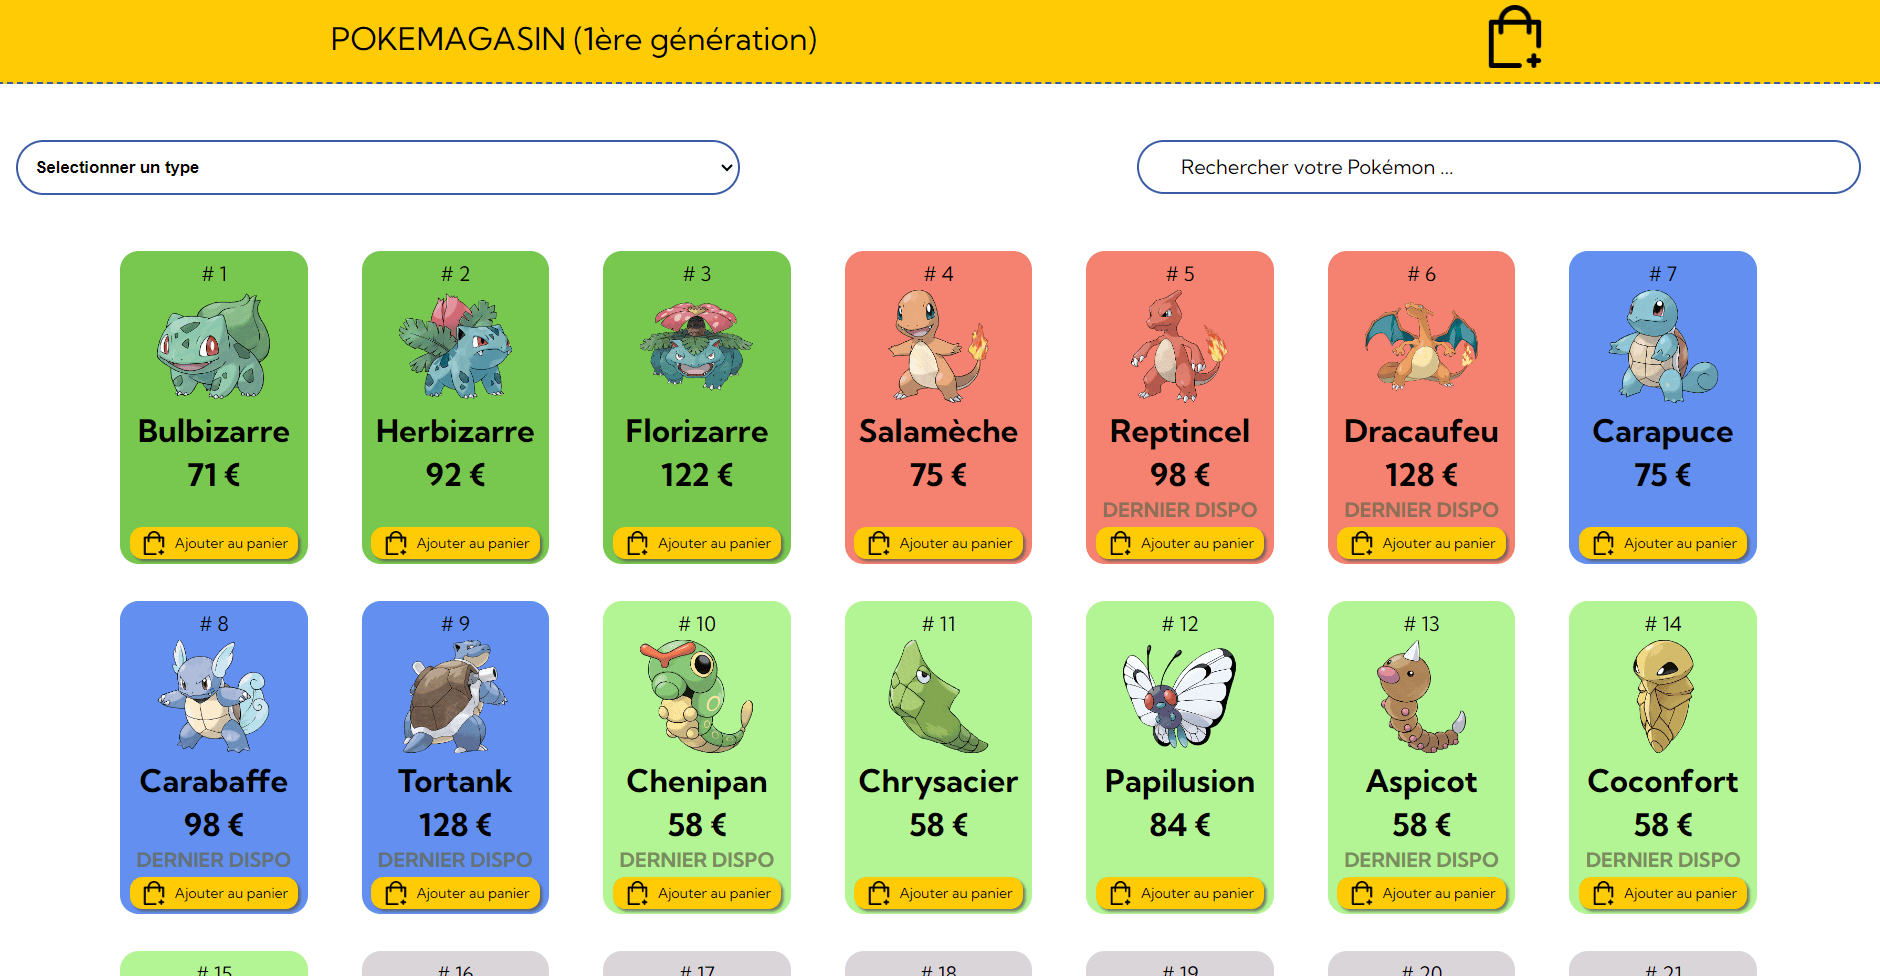 POKEMAGASIN (1ère génération)
Selectionner un type
Rechercher votre Pokémon ...
# 1
Bulbizarre
71 €
Ajouter au panier
# 2
Herbizarre
92 €
Ajouter au panier
# 3
Florizarre
122 €
Ajouter au panier
# 4
Salamèche
75 €
Ajouter au panier
# 5
Reptincel
98 €
DERNIER DISPO
Ajouter au panier
# 6
Dracaufeu
128 €
DERNIER DISPO
Ajouter au panier
# 7
Carapuce
75 €
Ajouter au panier
# 8
Carabaffe
98 €
DERNIER DISPO
Ajouter au panier
# 9
Tortank
128 €
DERNIER DISPO
Ajouter au panier
# 10
Chenipan
58 €
DERNIER DISPO
Ajouter au panier
# 11
Chrysacier
58 €
Ajouter au panier
# 12
Papilusion
84 €
Ajouter au panier
# 13
Aspicot
58 €
DERNIER DISPO
Ajouter au panier
# 14
Coconfort
58 €
DERNIER DISPO
Ajouter au panier
# 15
# 16
# 17
# 18
# 19
# 20
# 21